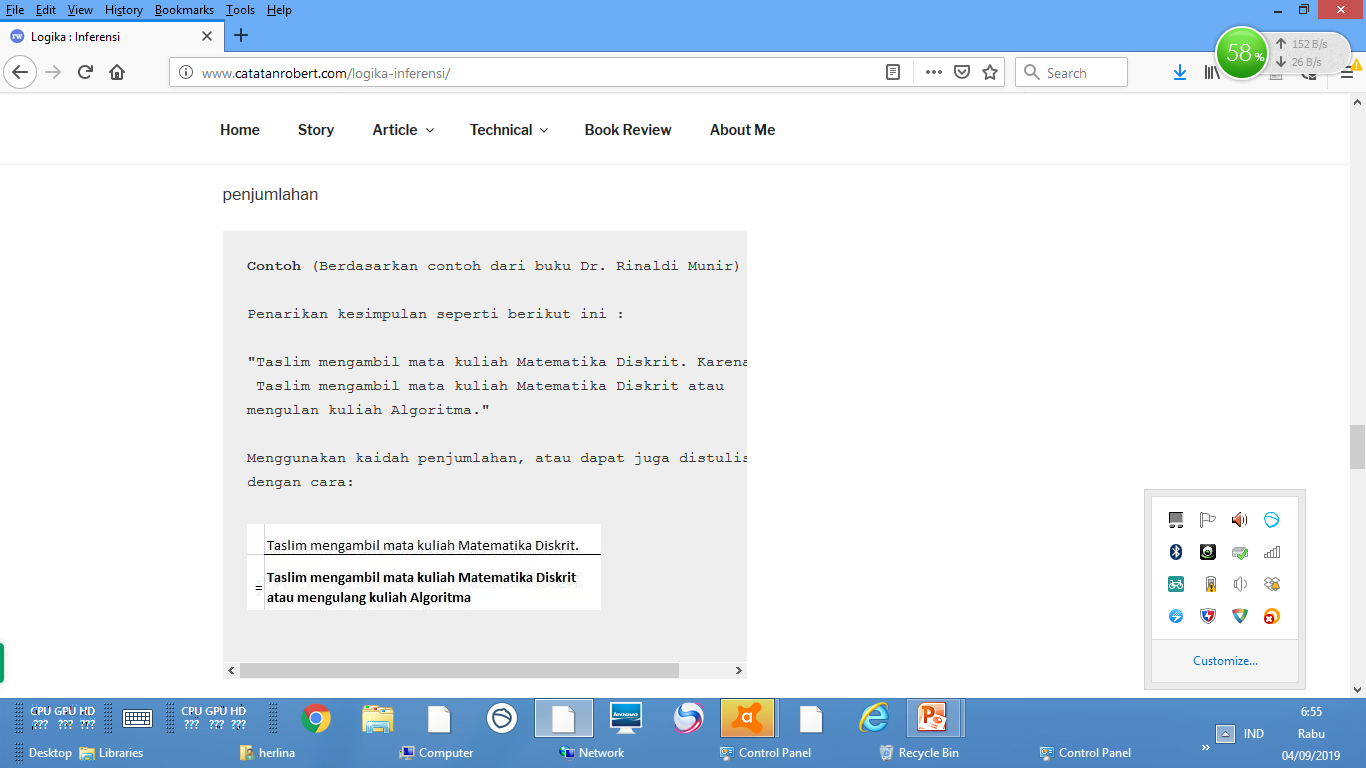 File Edit View History Bookmarks Tools Help
rw Logika : Inferensi
www.catatanrobert.com/logika-inferensi/
Search
58%
152 B/s
26 B/s
Home Story Article Technical Book Review About Me
penjumlahan
Contoh (Berdasarkan contoh dari buku Dr. Rinaldi Munir)
Penarikan kesimpulan seperti berikut ini :
"Taslim mengambil mata kuliah Matematika Diskrit. Karena
Taslim mengambil mata kuliah Matematika Diskrit atau
mengulan kuliah Algoritma."
Menggunakan kaidah penjumlahan, atau dapat juga distulis
dengan cara:
Taslim mengambil mata kuliah Matematika Diskrit.
= Taslim mengambil mata kuliah Matematika Diskrit
atau mengulang kuliah Algoritma
Customize...
CPU GPU HD
??? ??? ???
CPU GPU HD
??? ??? ???
lenovo
a
P
6:55
IND Rabu
04/09/2019
Desktop Libraries herlina Computer Network Control Panel Recycle Bin Control Panel »